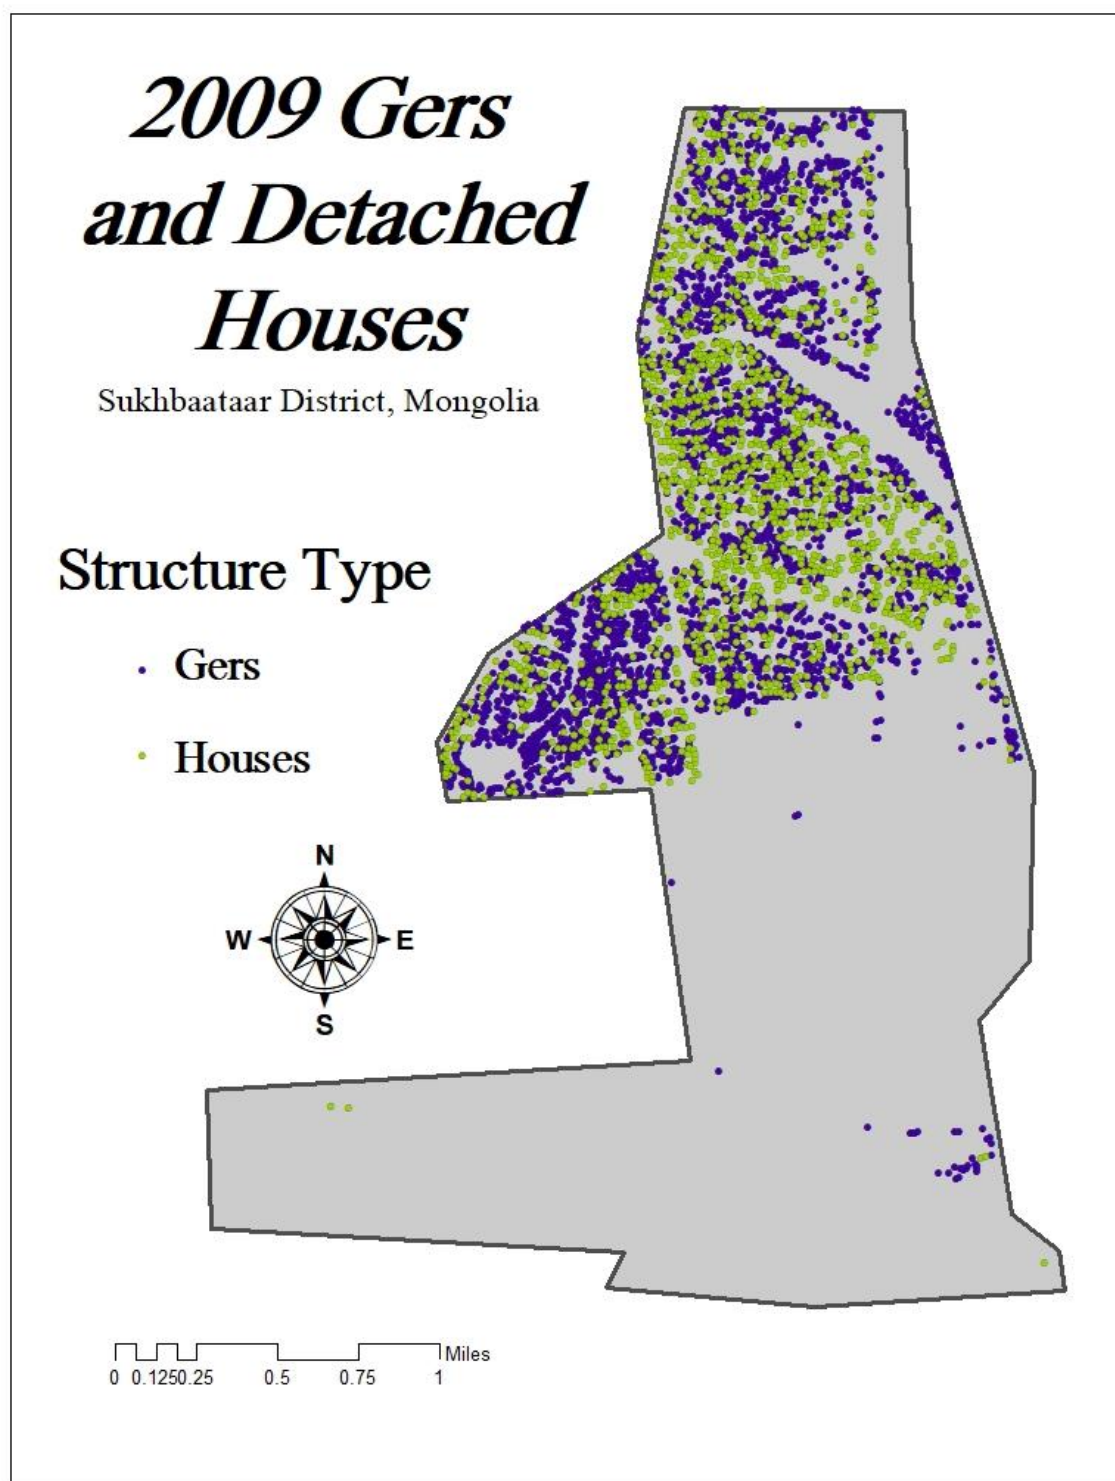 2009 Gers
and Detached
Houses
Sukhbaataar District, Mongolia
Structure Type
Gers
Houses
N
W E
S
Miles
0 0.1250.25 0.5 0.75 1